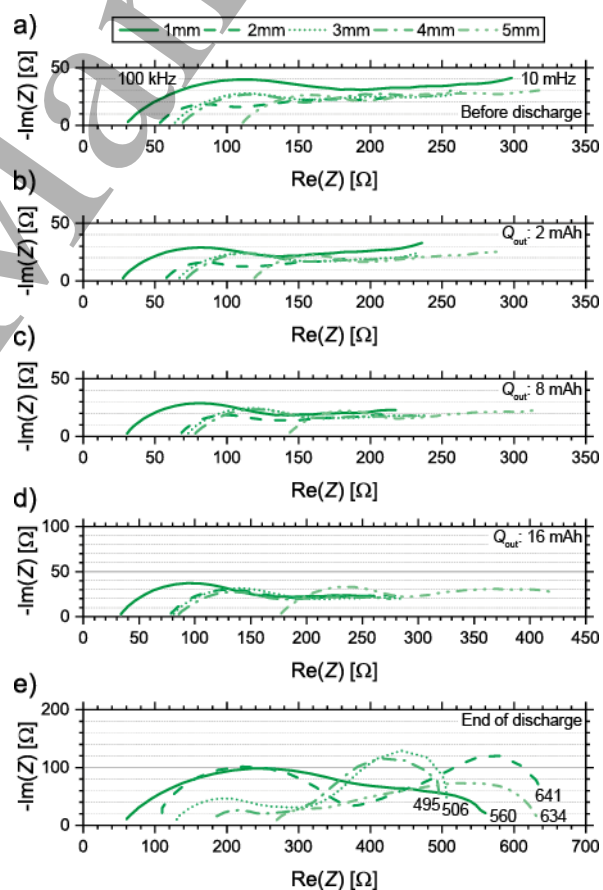 a)
1mm 2mm 3mm 4mm 5mm
-Im(Z) [Ω]
50
0
100 kHz
10 mHz
Before discharge
0 50 100 150 200 250 300 350
Re(Z) [Ω]
b)
-Im(Z) [Ω]
50
0
Qout: 2 mAh
0 50 100 150 200 250 300 350
Re(Z) [Ω]
c)
-Im(Z) [Ω]
50
0
Qout: 8 mAh
0 50 100 150 200 250 300 350
Re(Z) [Ω]
d)
-Im(Z) [Ω]
100
50
0
Qout: 16 mAh
0 50 100 150 200 250 300 350 400 450
Re(Z) [Ω]
e)
-Im(Z) [Ω]
200
100
0
End of discharge
495 506 560 641 634
0 100 200 300 400 500 600 700
Re(Z) [Ω]